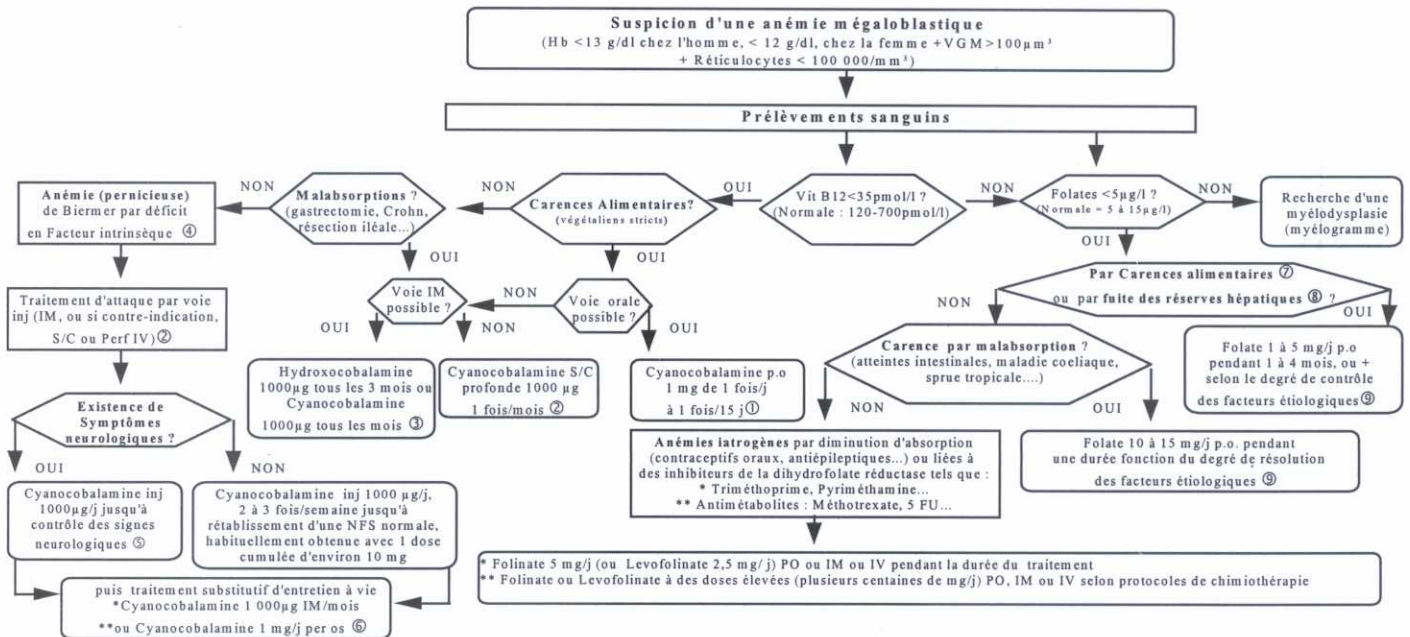 Suspicion d'une anémie mégaloblastique
(Hb <13 g/dl chez l'homme, < 12 g/dl, chez la femme +VGM>100µm³
+ Réticulocytes < 100 000/mm³)
Prélèvements sanguins
Anémie (pernicieuse)
de Biermer par déficit
en Facteur intrinsèque ④
NON
Malabsorptions ?
(gastrectomie, Crohn,
résection iléale...)
NON
Carences Alimentaires?
(végétaliens stricts)
OUI
Vit B12<35pmol/l ?
(Normale : 120-700pmol/l)
NON
Folates <5µg/l ?
(Normale = 5 à 15µg/l)
NON
Recherche d'une
myélodysplasie
(myélogramme)
OUI
OUI
OUI
Traitement d'attaque par voie
inj (IM, ou si contre-indication,
S/C ou Perf IV)②
Voie IM
possible ?
NON
Voie orale
possible ?
Par Carences alimentaires ⑦
ou par fuite des réserves hépatiques ⑧ ?
OUI
NON
OUI
NON
OUI
Hydroxocobalamine
1000µg tous les 3 mois ou
Cyanocobalamine
1000µg tous les mois ③
Cyanocobalamine S/C
profonde 1000 µg
1 fois/mois ②
Cyanocobalamine p.o
1 mg de 1 fois/j
à 1 fois/15 j①
Carence par malabsorption ?
(atteintes intestinales, maladie coeliaque,
sprue tropicale....)
Folate 1 à 5 mg/j p.o
pendant 1 à 4 mois, ou +
selon le degré de contrôle
des facteurs étiologiques⑨
Existence de
Symptômes
neurologiques ?
NON
OUI
OUI
NON
Anémies iatrogènes par diminution d'absorption
(contraceptifs oraux, antiépileptiques...) ou liées à
des inhibiteurs de la dihydrofolate réductase tels que :
* Triméthoprime, Pyriméthamine...
** Antimétabolites : Méthotrexate, 5 FU...
Folate 10 à 15 mg/j p.o. pendant
une durée fonction du degré de résolution
des facteurs étiologiques ⑨
Cyanocobalamine inj
1000µg/j jusqu'à
contrôle des signes
neurologiques ⑤
Cyanocobalamine inj 1000 µg/j,
2 à 3 fois/semaine jusqu'à
rétablissement d'une NFS normale,
habituellement obtenue avec 1 dose
cumulée d'environ 10 mg
* Folinate 5 mg/j (ou Levofolinate 2,5 mg/ j) PO ou IM ou IV pendant la durée du traitement
** Folinate ou Levofolinate à des doses élevées (plusieurs centaines de mg/j) PO, IM ou IV selon protocoles de chimiothérapie
puis traitement substitutif d'entretien à vie
*Cyanocobalamine 1 000µg IM/mois
**ou Cyanocobalamine 1 mg/j per os ⑥